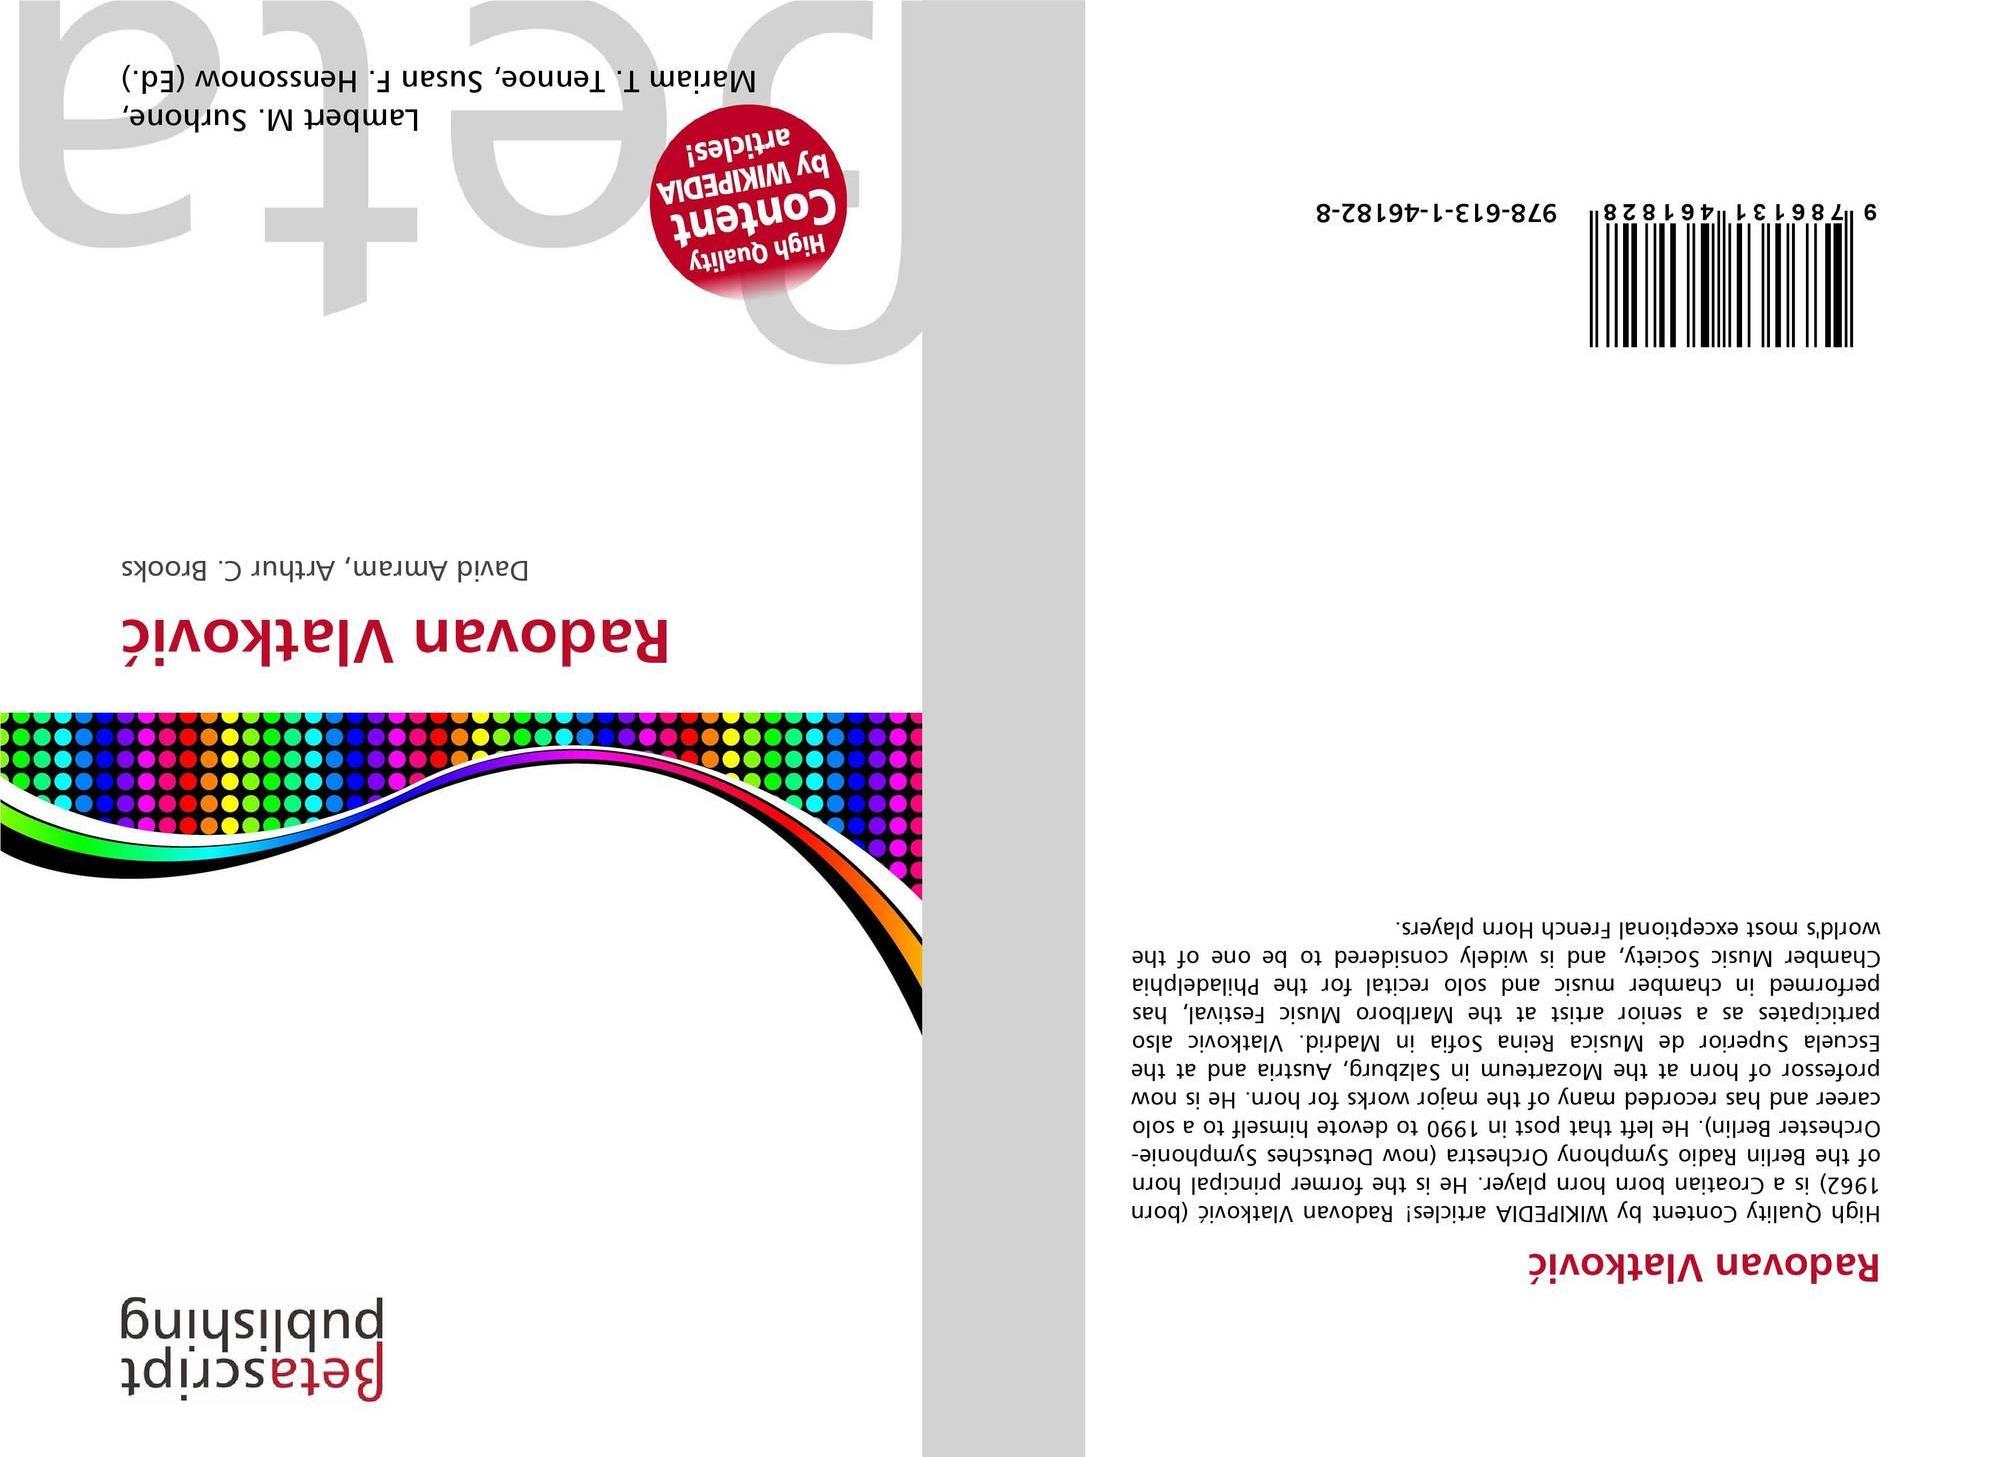 Radovan Vlatković
High Quality Content by WIKIPEDIA articles! Radovan Vlatković (born
1962) is a Croatian born horn player. He is the former principal horn
of the Berlin Radio Symphony Orchestra (now Deutsches Symphonie-
Orchester Berlin). He left that post in 1990 to devote himself to a solo
career and has recorded many of the major works for horn. He is now
professor of horn at the Mozarteum in Salzburg, Austria and at the
Escuela Superior de Musica Reina Sofia in Madrid. Vlatkovic also
participates as a senior artist at the Marlboro Music Festival, has
performed in chamber music and solo recital for the Philadelphia
Chamber Music Society, and is widely considered to be one of the
world's most exceptional French Horn players.
9 786131 461828
978-613-1-46182-8
βetascript
publishing
Radovan Vlatković
David Amram, Arthur C. Brooks
High Quality
Content
by WIKIPEDIA
articles!
Lambert M. Surhone,
Mariam T. Tennoe, Susan F. Henssonow (Ed.)
βeta